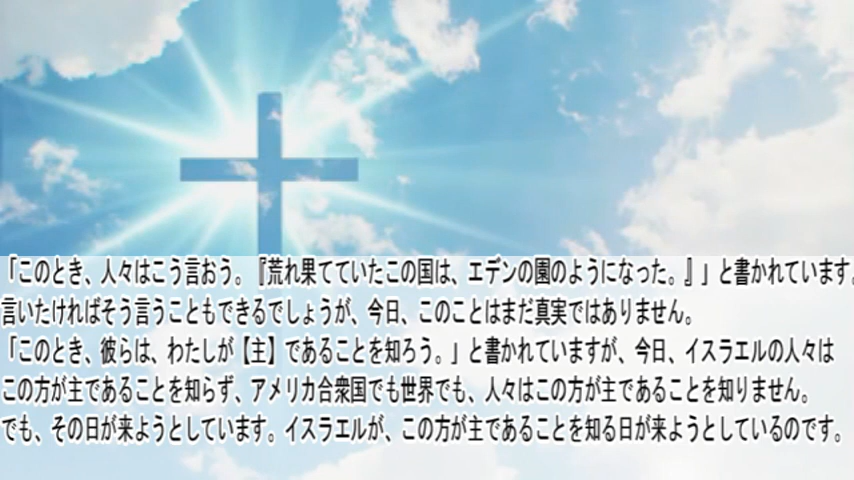 「このとき、人々はこう言おう。『荒れ果てていたこの国は、エデンの園のようになった。』」と書かれています。
言いたければそう言うこともできるでしょうが、今日、このことはまだ真実ではありません。
「このとき、彼らは、わたしが【主】であることを知ろう。」と書かれていますが、今日、イスラエルの人々は
この方が主であることを知らず、アメリカ合衆国でも世界でも、人々はこの方が主であることを知りません。
でも、その日が来ようとしています。イスラエルが、この方が主であることを知る日が来ようとしているのです。